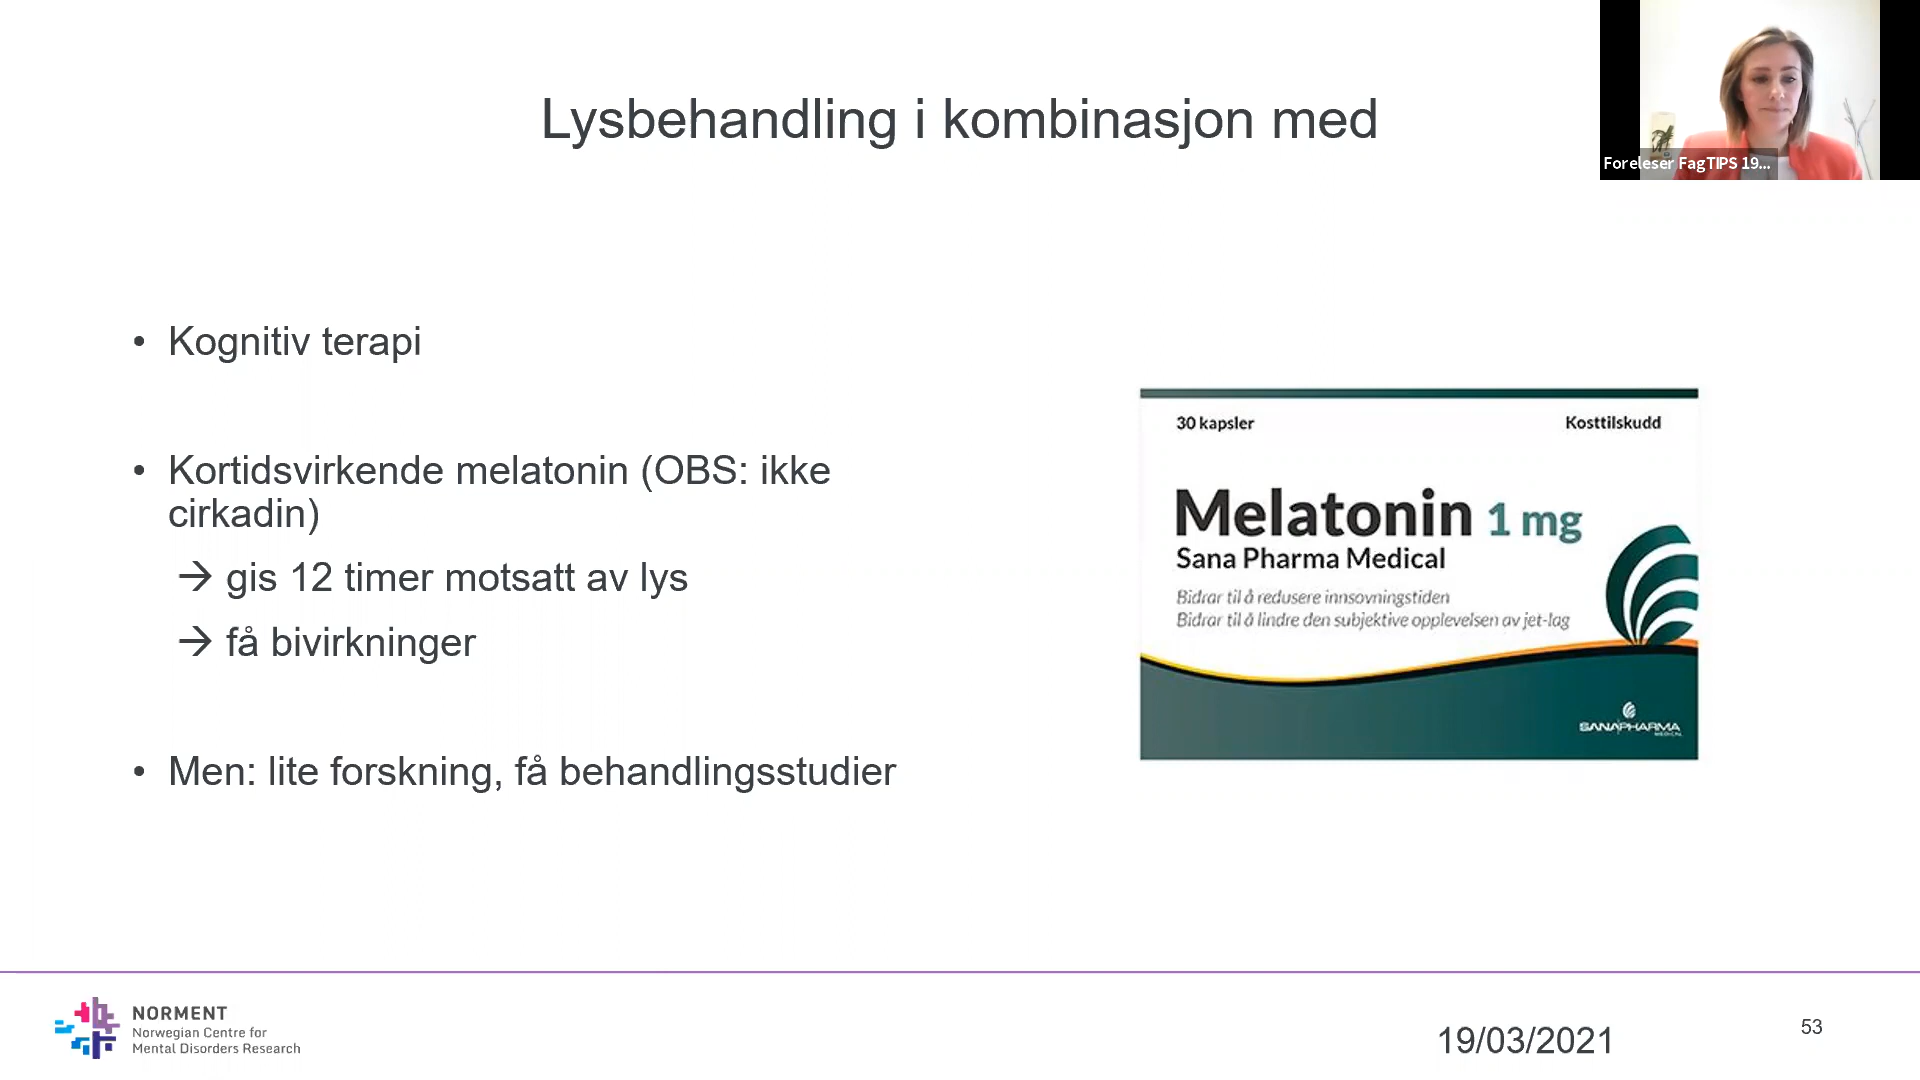 Lysbehandling i kombinasjon med
Foreleser FagTIPS 19...
• Kognitiv terapi
• Kortidsvirkende melatonin (OBS: ikke
cirkadin)
→ gis 12 timer motsatt av lys
→ få bivirkninger
• Men: lite forskning, få behandlingsstudier
30 kapsler
Kosttilskudd
Melatonin 1 mg
Sana Pharma Medical
Bidrar til å redusere innsovningstiden
Bidrar til å lindre den subjektive opplevelsen av jet-lag
SANAPHARMA
MEDICAL
NORMENT
Norwegian Centre for
Mental Disorders Research
19/03/2021
53